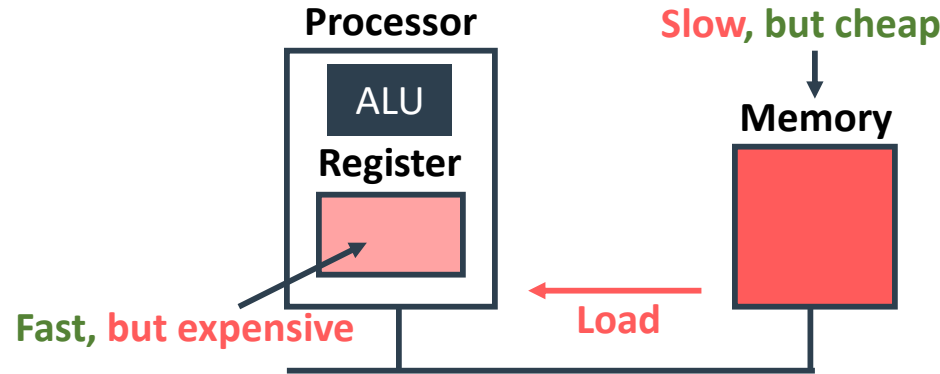 Processor
Slow, but cheap
ALU
Memory
Register
Load
Fast, but expensive